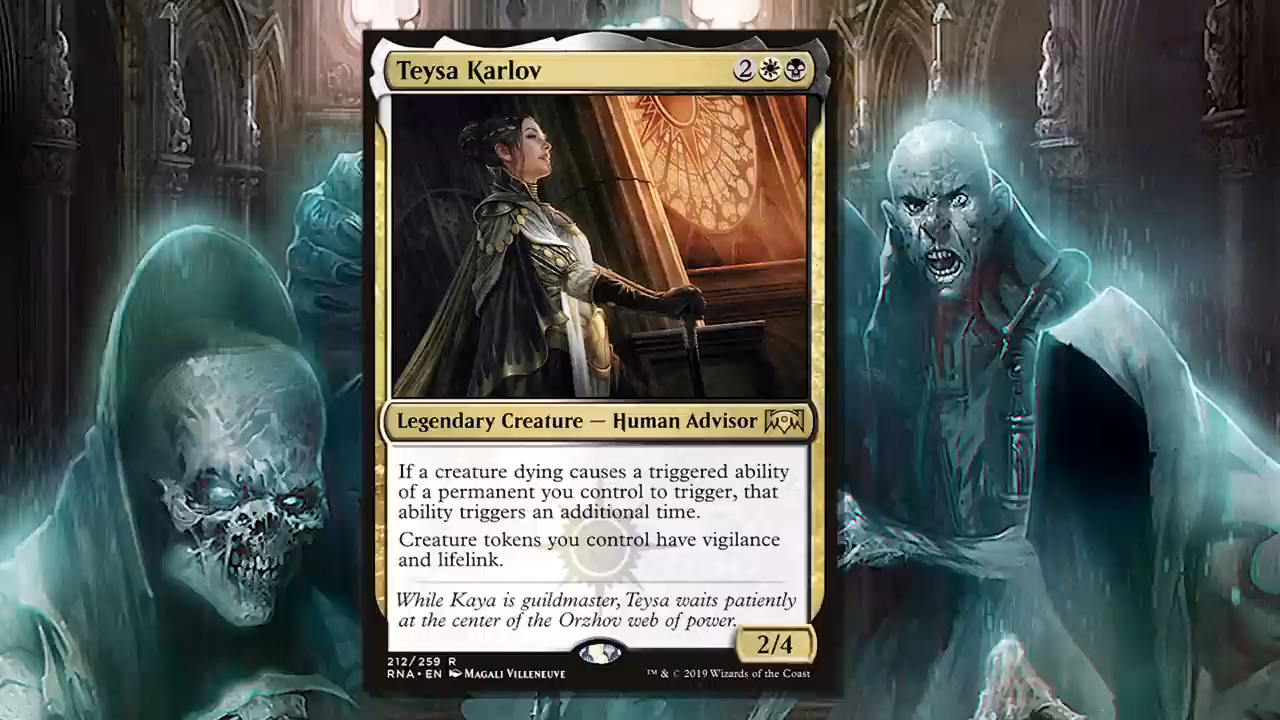 Teysa Karlov 2
Legendary Creature — Human Advisor
If a creature dying causes a triggered ability
of a permanent you control to trigger, that
ability triggers an additional time.
Creature tokens you control have vigilance
and lifelink.
While Kaya is guildmaster, Teysa waits patiently
at the center of the Orzhov web of power.
2/4
212/259 R
RNA • EN Magali Villeneuve
™ & © 2019 Wizards of the Coast